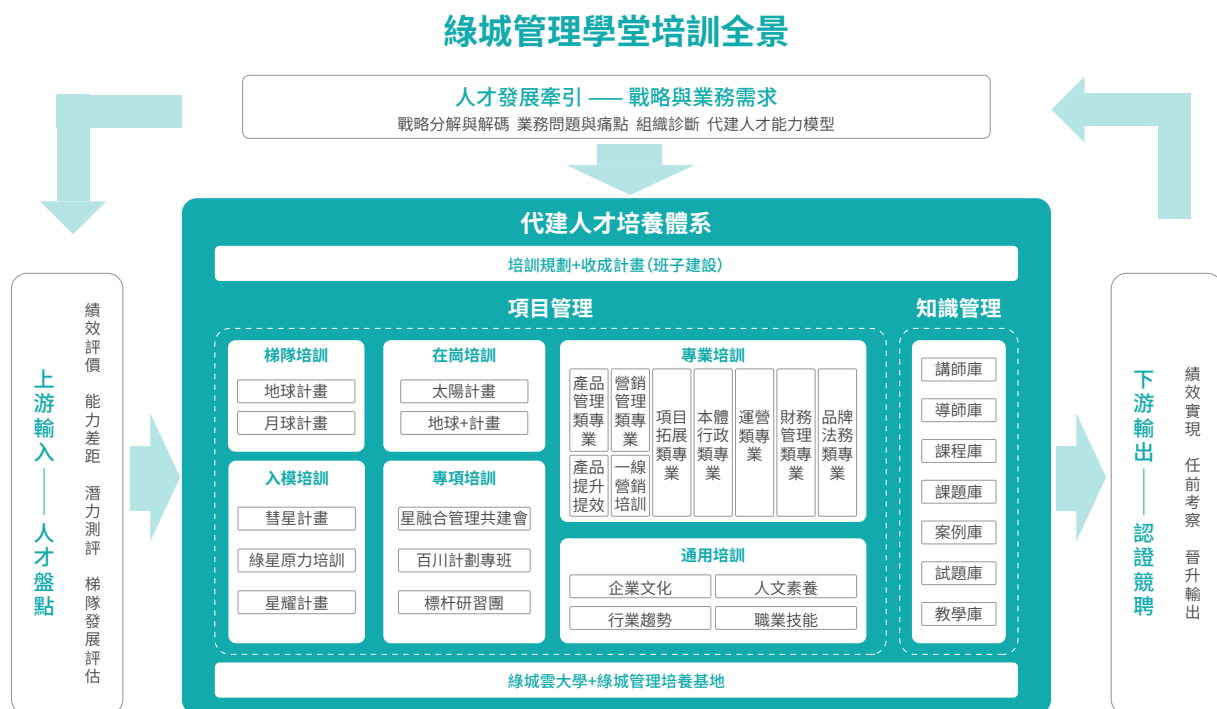 綠城管理學堂培訓全景
人才發展牽引 —— 戰略與業務需求
戰略分解與解碼 業務問題與痛點 組織診斷 代建人才能力模型
上游輸入——人才盤點
績效評價 能力差距 潛力測評 梯隊發展評估
代建人才培養體系
培訓規劃+收成計畫(班子建設)
項目管理
梯隊培訓
地球計畫
月球計畫
在崗培訓
太陽計畫
地球+計畫
入模培訓
彗星計畫
綠星原力培訓
星耀計畫
專項培訓
星融合管理共建會
百川計劃專班
標杆研習團
專業培訓
產品
管理
類專
業
營銷
管理
類專
業
產品
提升
提效
一線
營銷
培訓
項目
拓展
類專
業
本體
行政
類專
業
運營
類專
業
財務
管理
類專
業
品牌
法務
類專
業
通用培訓
企業文化
人文素養
行業趨勢
職業技能
知識管理
講師庫
導師庫
課程庫
課題庫
案例庫
試題庫
教學庫
綠城雲大學+綠城管理培養基地
下游輸出——認證競聘
績效實現 任前考察 晉升輸出